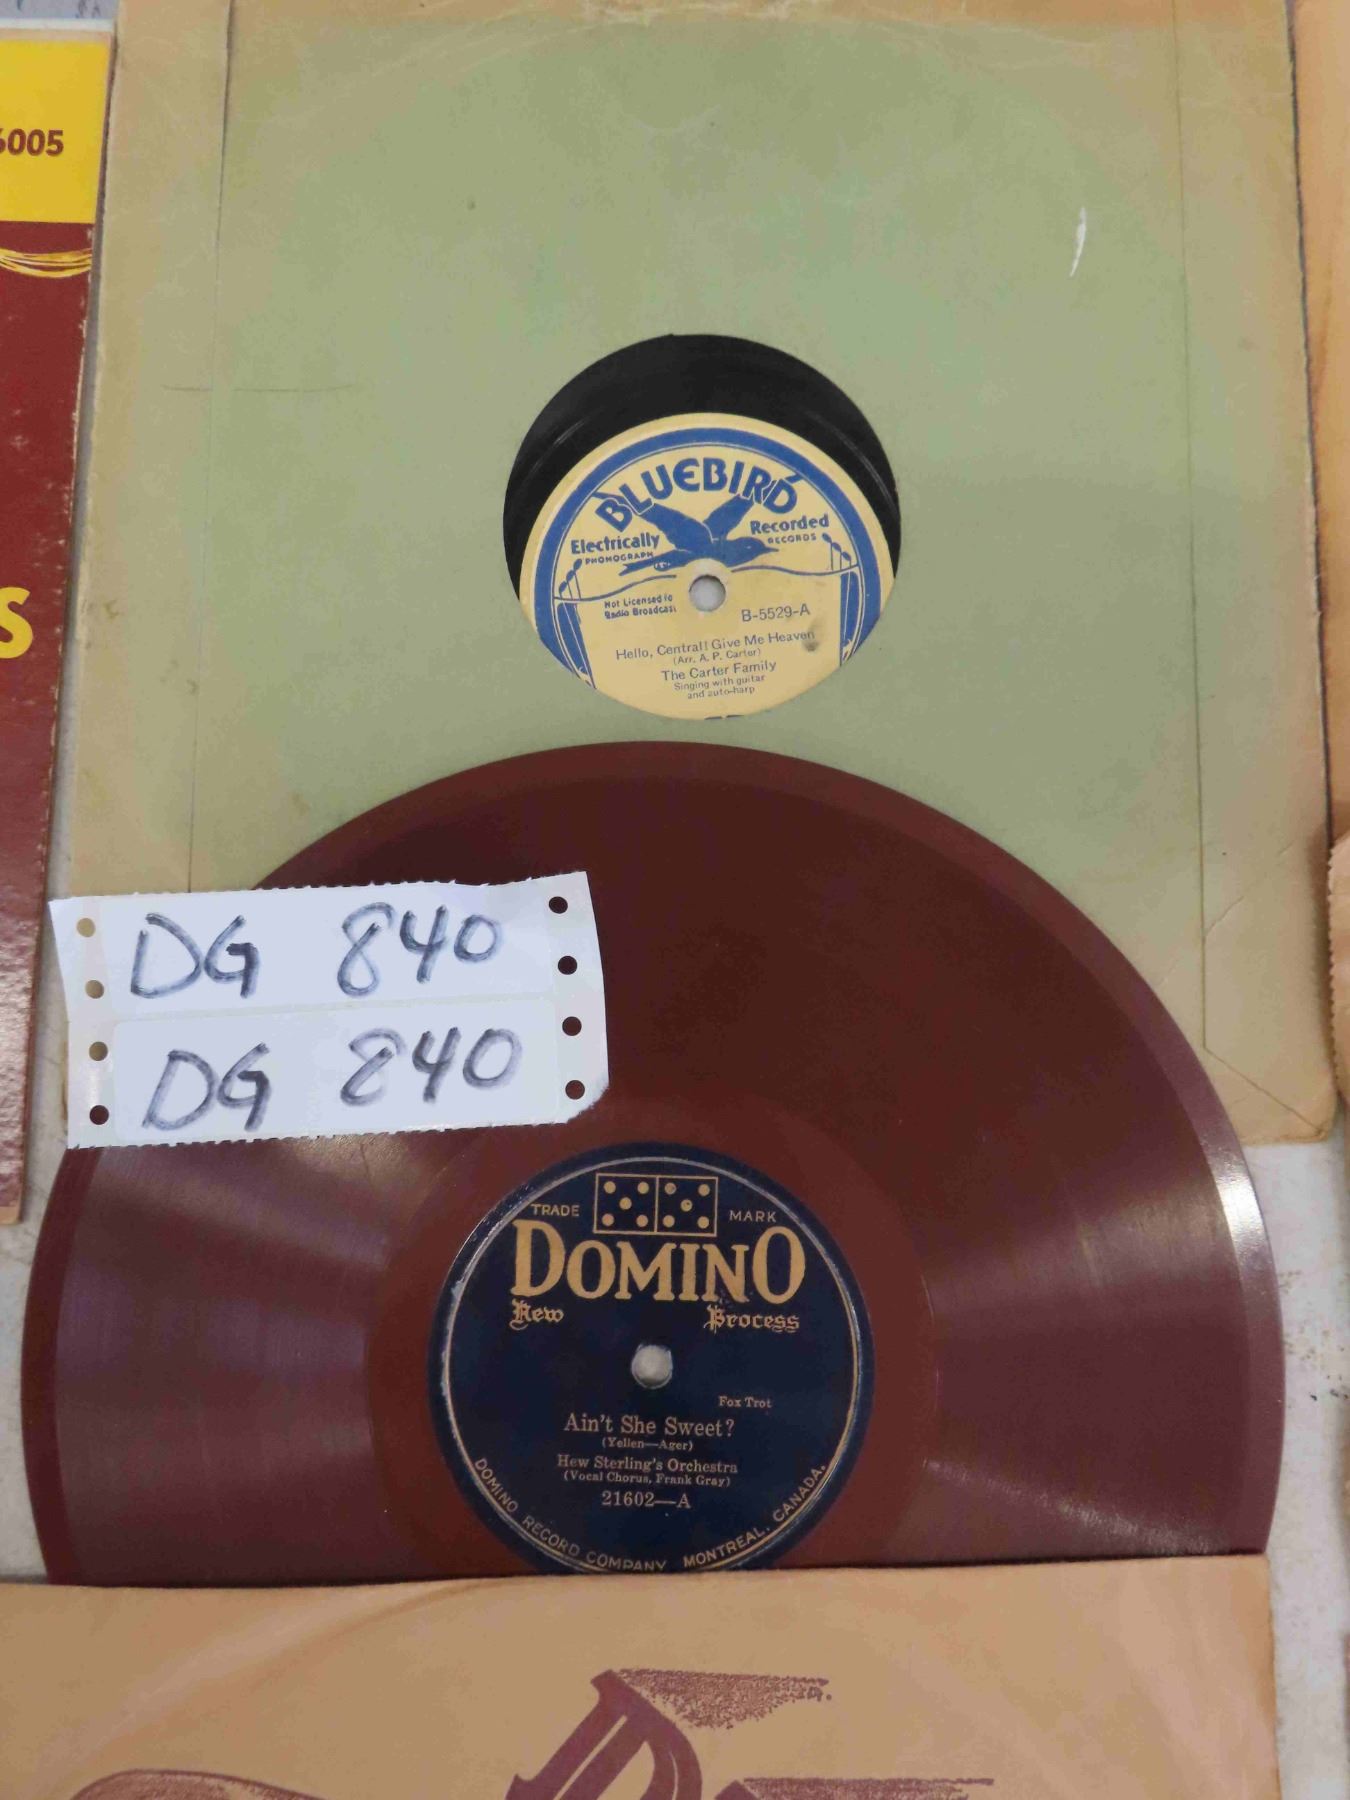 6005
S
BLUEBIRD
Electrically Recorded
PHONOGRAPH RECORDS
Not Licensed fo
Radio Broadcast
B-5529-A
Hello, Central! Give Me Heaven
(Arr. A. P. Carter)
The Carter Family
Singing with guitar
and auto-harp
DG 840
DG 840
TRADE MARK
DOMINO
New Process
Fox Trot
Ain't She Sweet?
(Yellen—Ager)
Hew Sterling's Orchestra
(Vocal Chorus, Frank Gray)
21602—A
DOMINO RECORD COMPANY MONTREAL, CANADA.